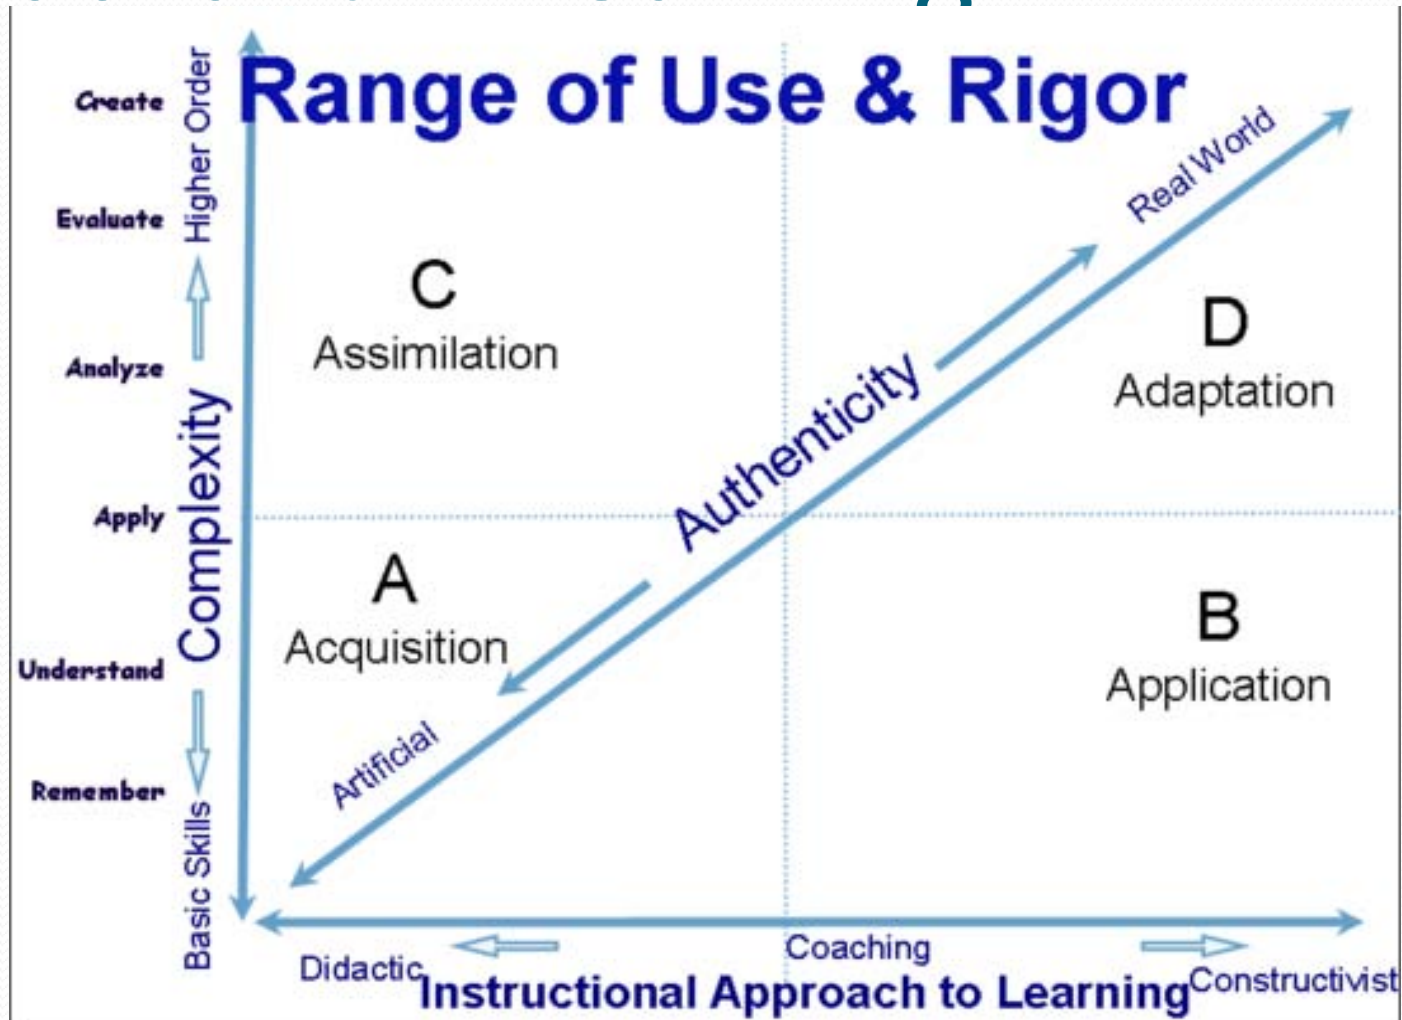 Range of Use & Rigor
Create
Higher Order
Evaluate
Real World
C
Assimilation
D
Adaptation
Analyze
Authenticity
Complexity
Apply
A
Acquisition
B
Application
Understand
Artificial
Remember
Basic Skills
Didactic
Coaching
Constructivist
Instructional Approach to Learning